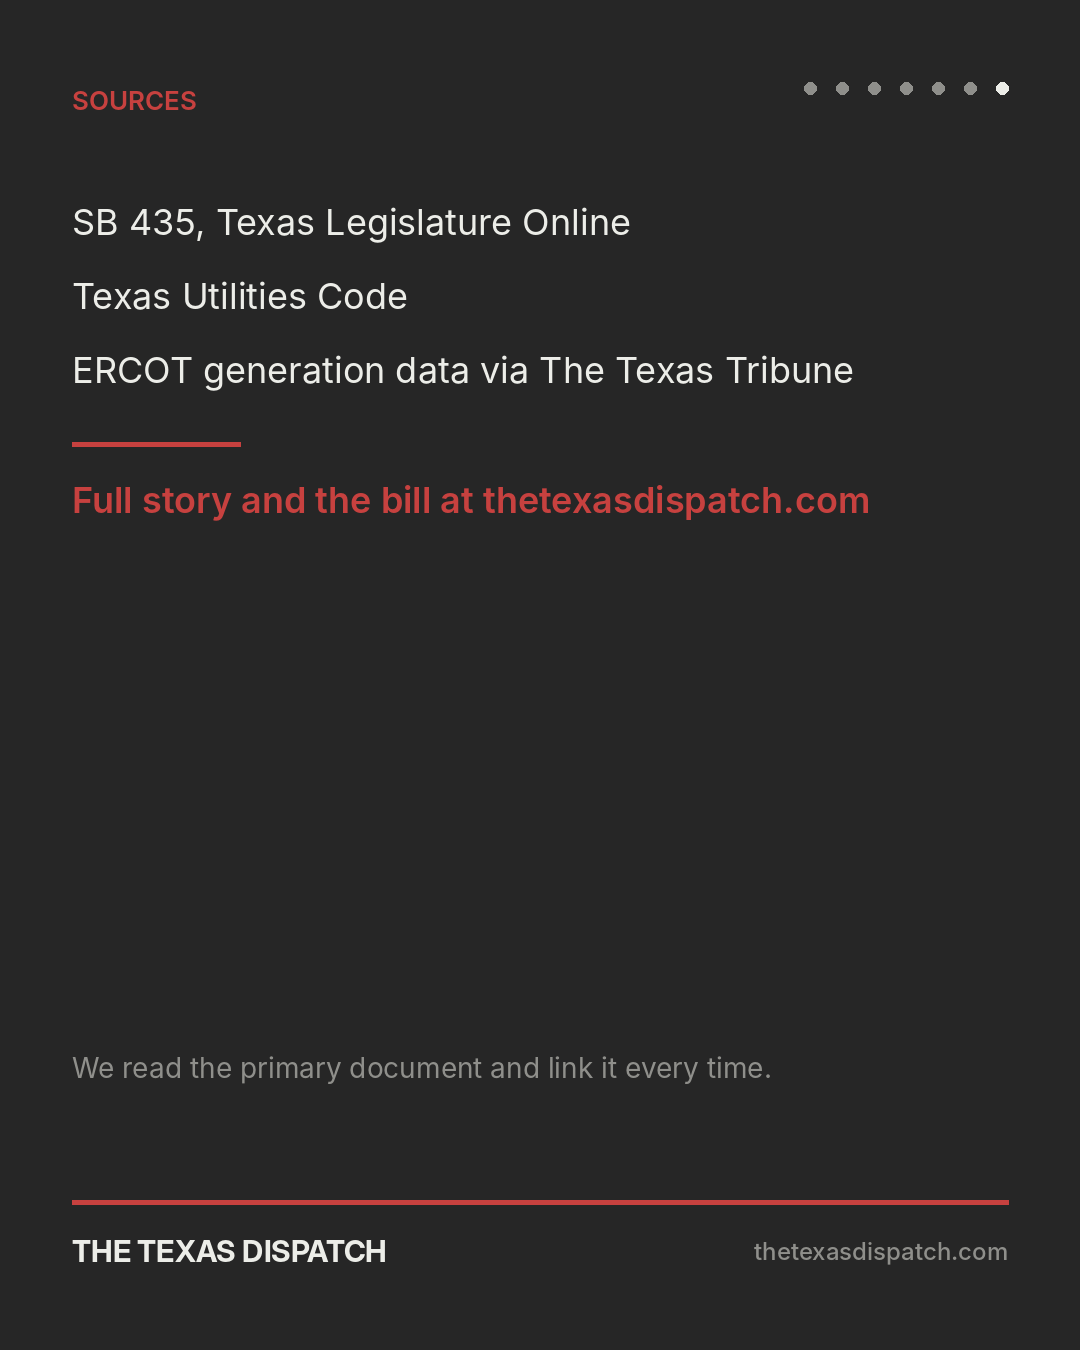 SOURCES
SB 435, Texas Legislature Online
Texas Utilities Code
ERCOT generation data via The Texas Tribune
Full story and the bill at thetexasdispatch.com
We read the primary document and link it every time.
THE TEXAS DISPATCH
thetexasdispatch.com